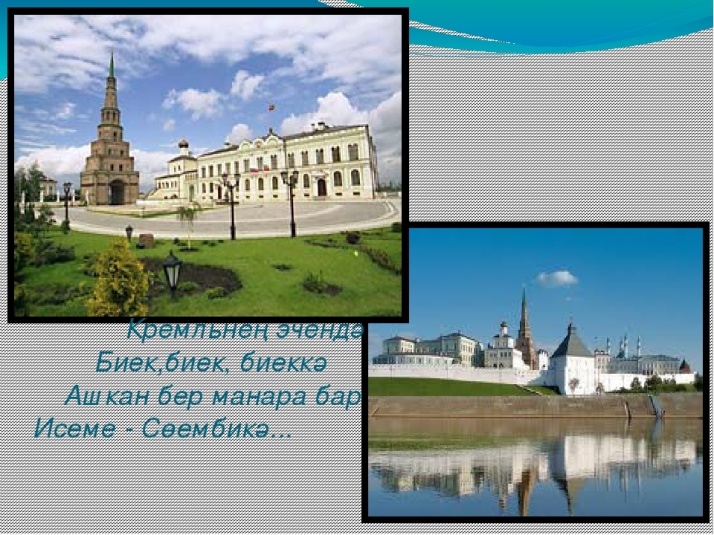 Кремльнең эчендә
Биек,биек, биеккә
Ашкан бер манара бар
Исеме - Сөембикә...